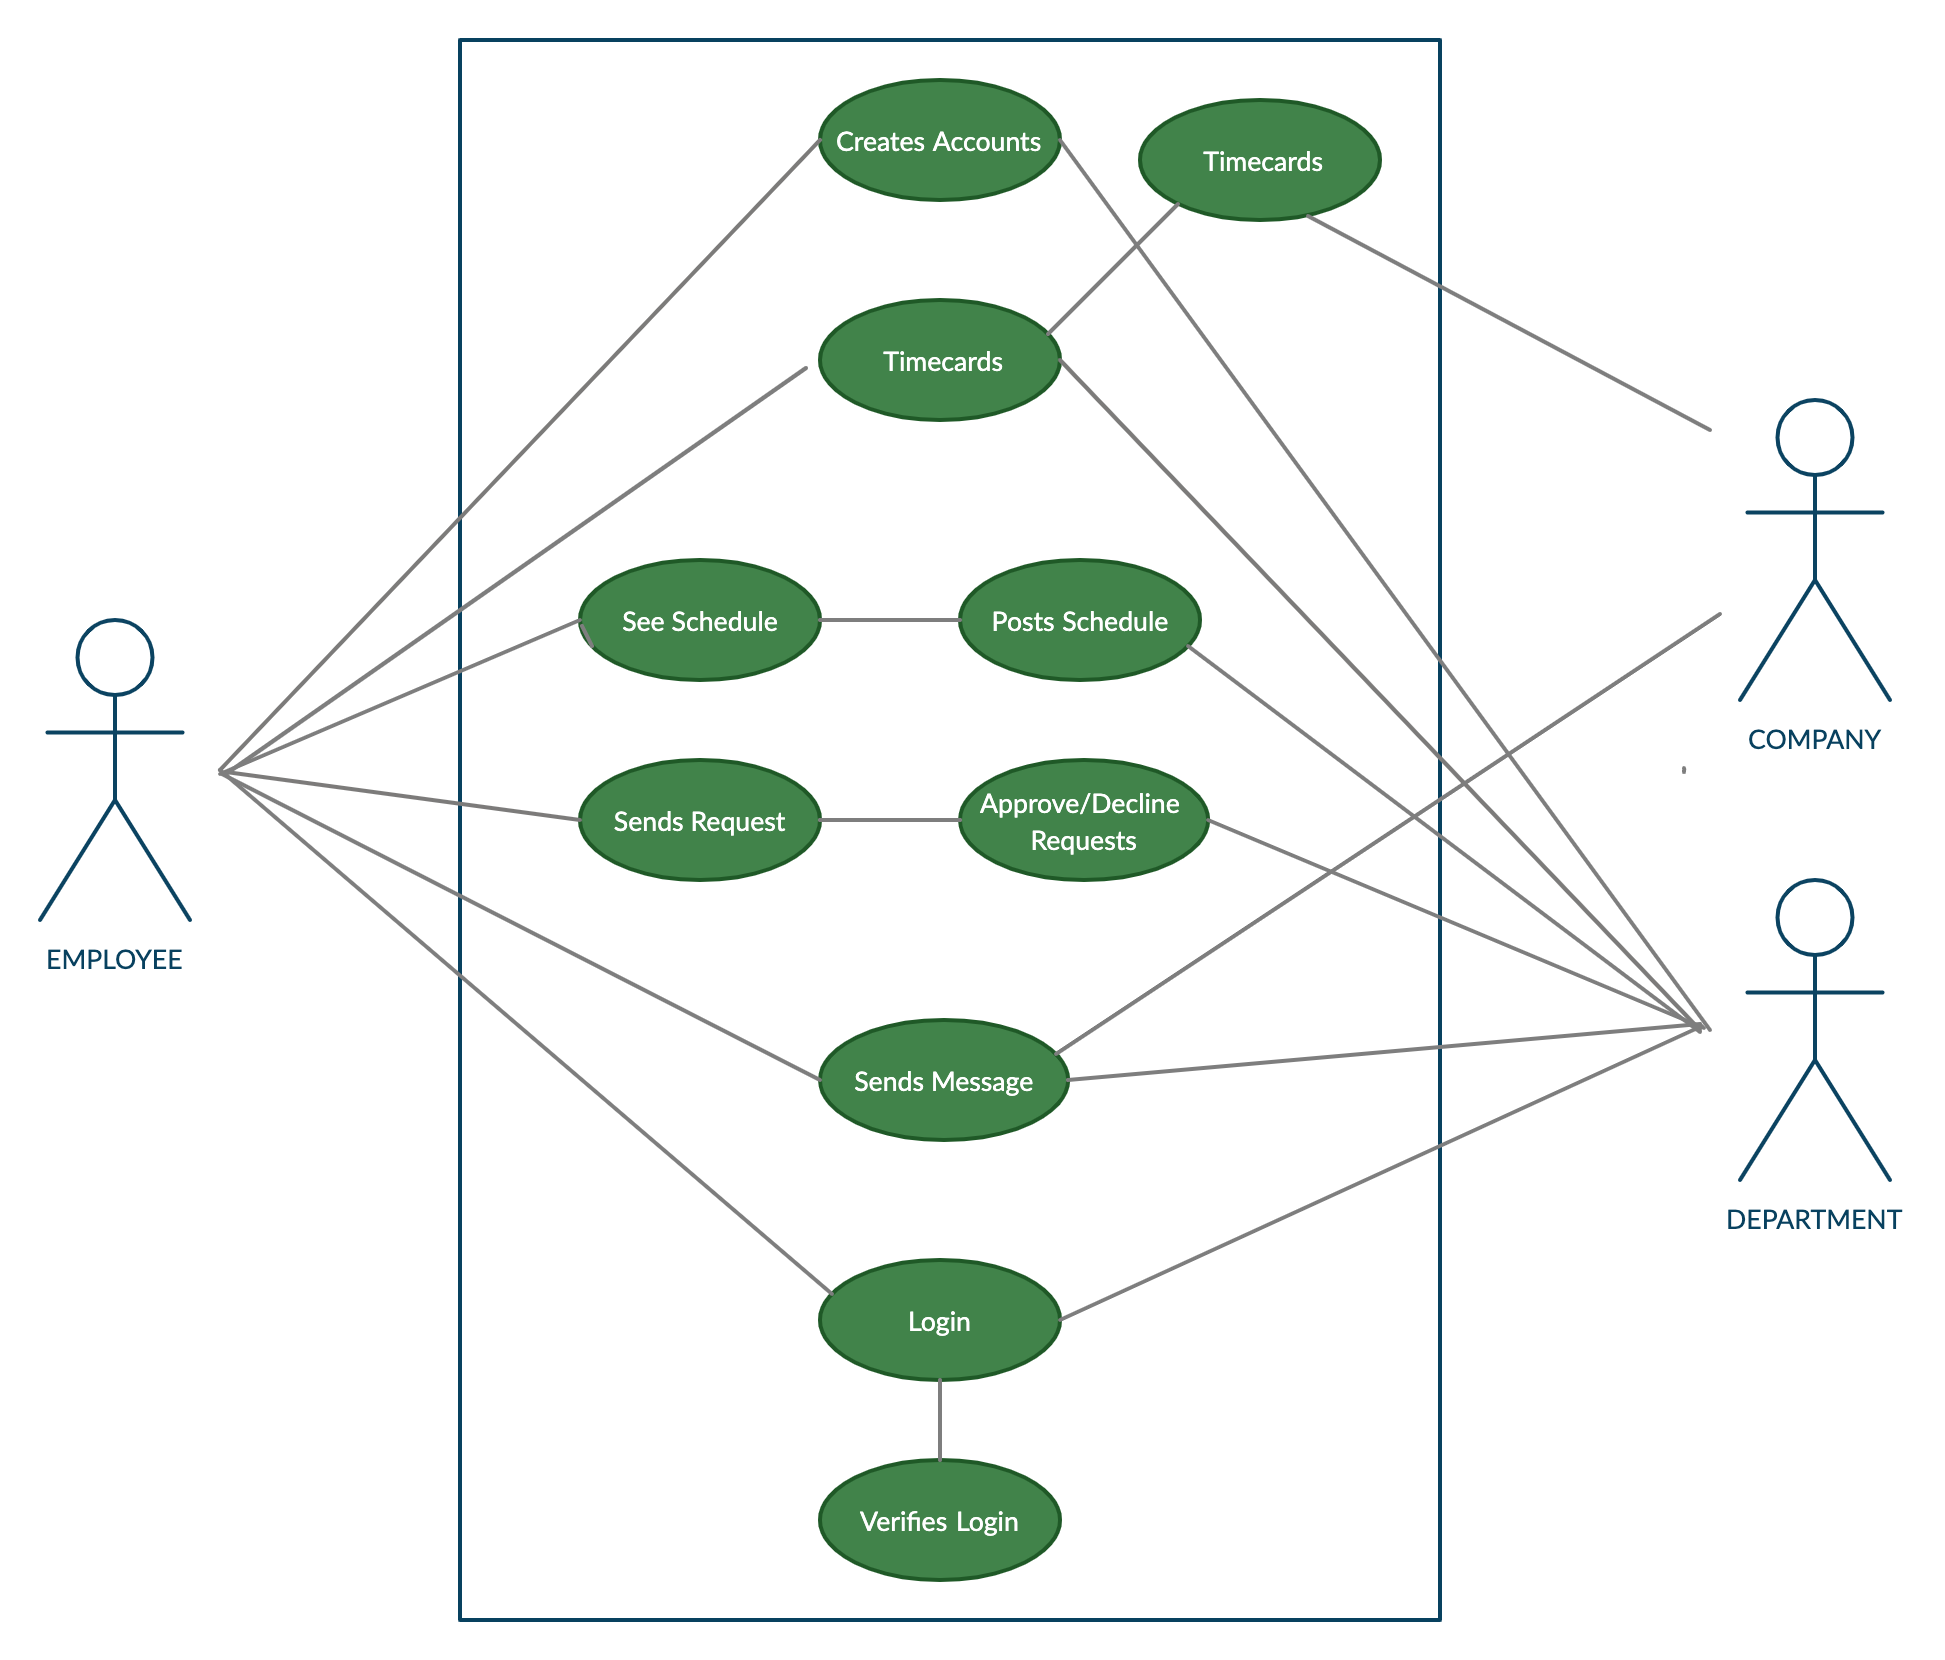 Creates Accounts
Timecards
Timecards
See Schedule
Posts Schedule
Sends Request
Approve/Decline
Requests
Sends Message
Login
Verifies Login
EMPLOYEE
COMPANY
DEPARTMENT